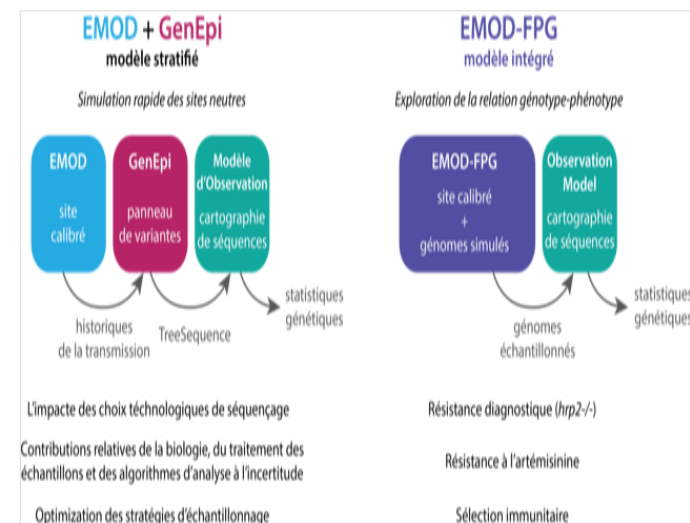 EMOD + GenEpi
modèle stratifié
Simulation rapide des sites neutres
EMOD
site
calibré
GenEpi
panneau
de variantes
Modèle
d'Observation
cartographie
de séquences
historiques
de la transmission
TreeSequence
statistiques
génétiques
L'impacte des choix téchnologiques de séquençage
Contributions relatives de la biologie, du traitement des
échantillons et des algorithmes d'analyse à l'incertitude
Optimization des stratégies d'échantillonnage
EMOD-FPG
modèle intégré
Exploration de la relation génotype-phénotype
EMOD-FPG
site calibré
+
génomes simulés
Observation
Model
cartographie
de séquences
génomes
échantillonnés
statistiques
génétiques
Résistance diagnostique (hrp2-/-)
Résistance à l'artémisinine
Sélection immunitaire